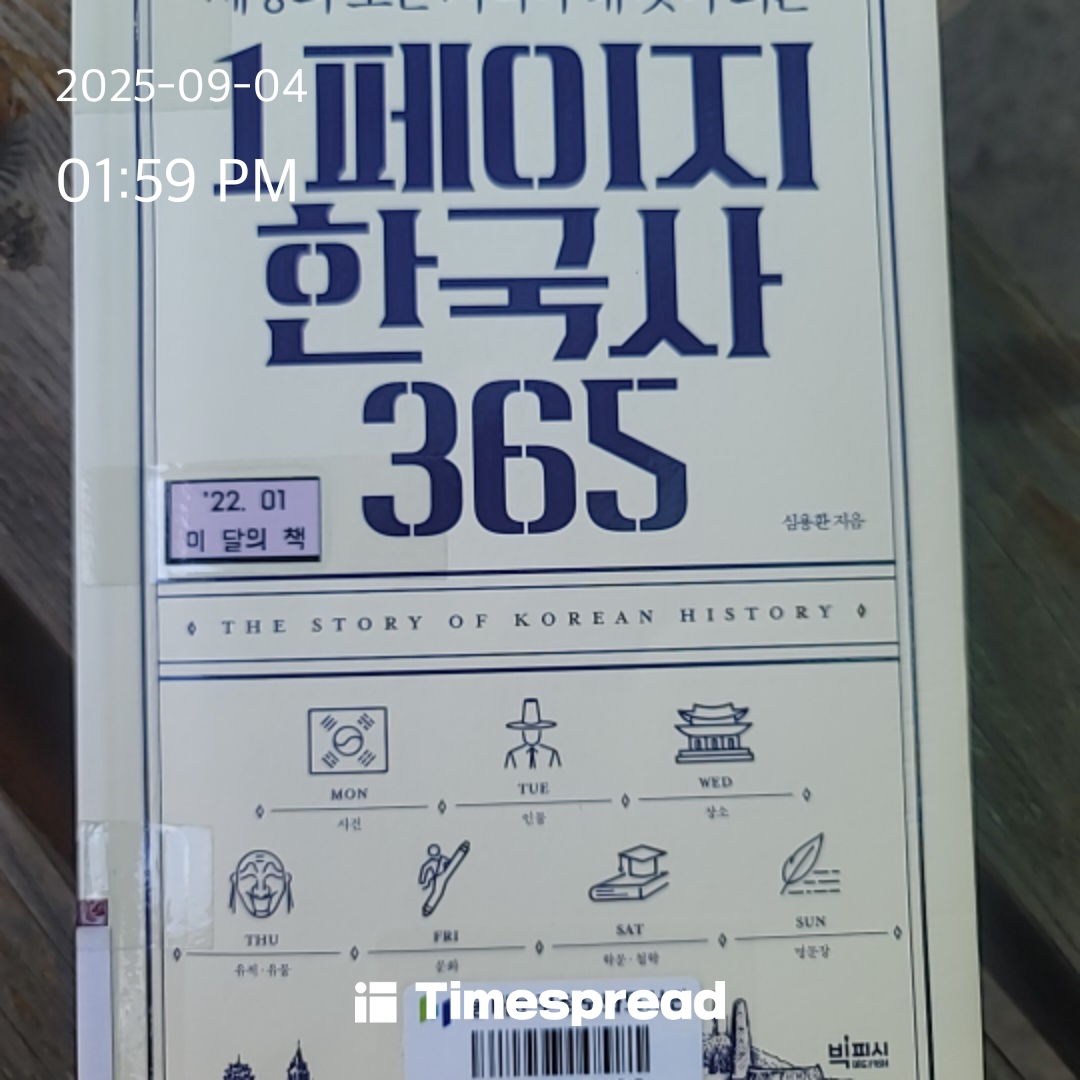 2025-09-04
01:59 PM
1페이지
한국사
365
'22. 01
이 달의 책
심용환 지음
THE STORY OF KOREAN HISTORY
MON
사건
TUE
인물
WED
장소
THU
유적·유물
FRI
문화
SAT
학문·철학
SUN
명문장
Timespread
빅피시